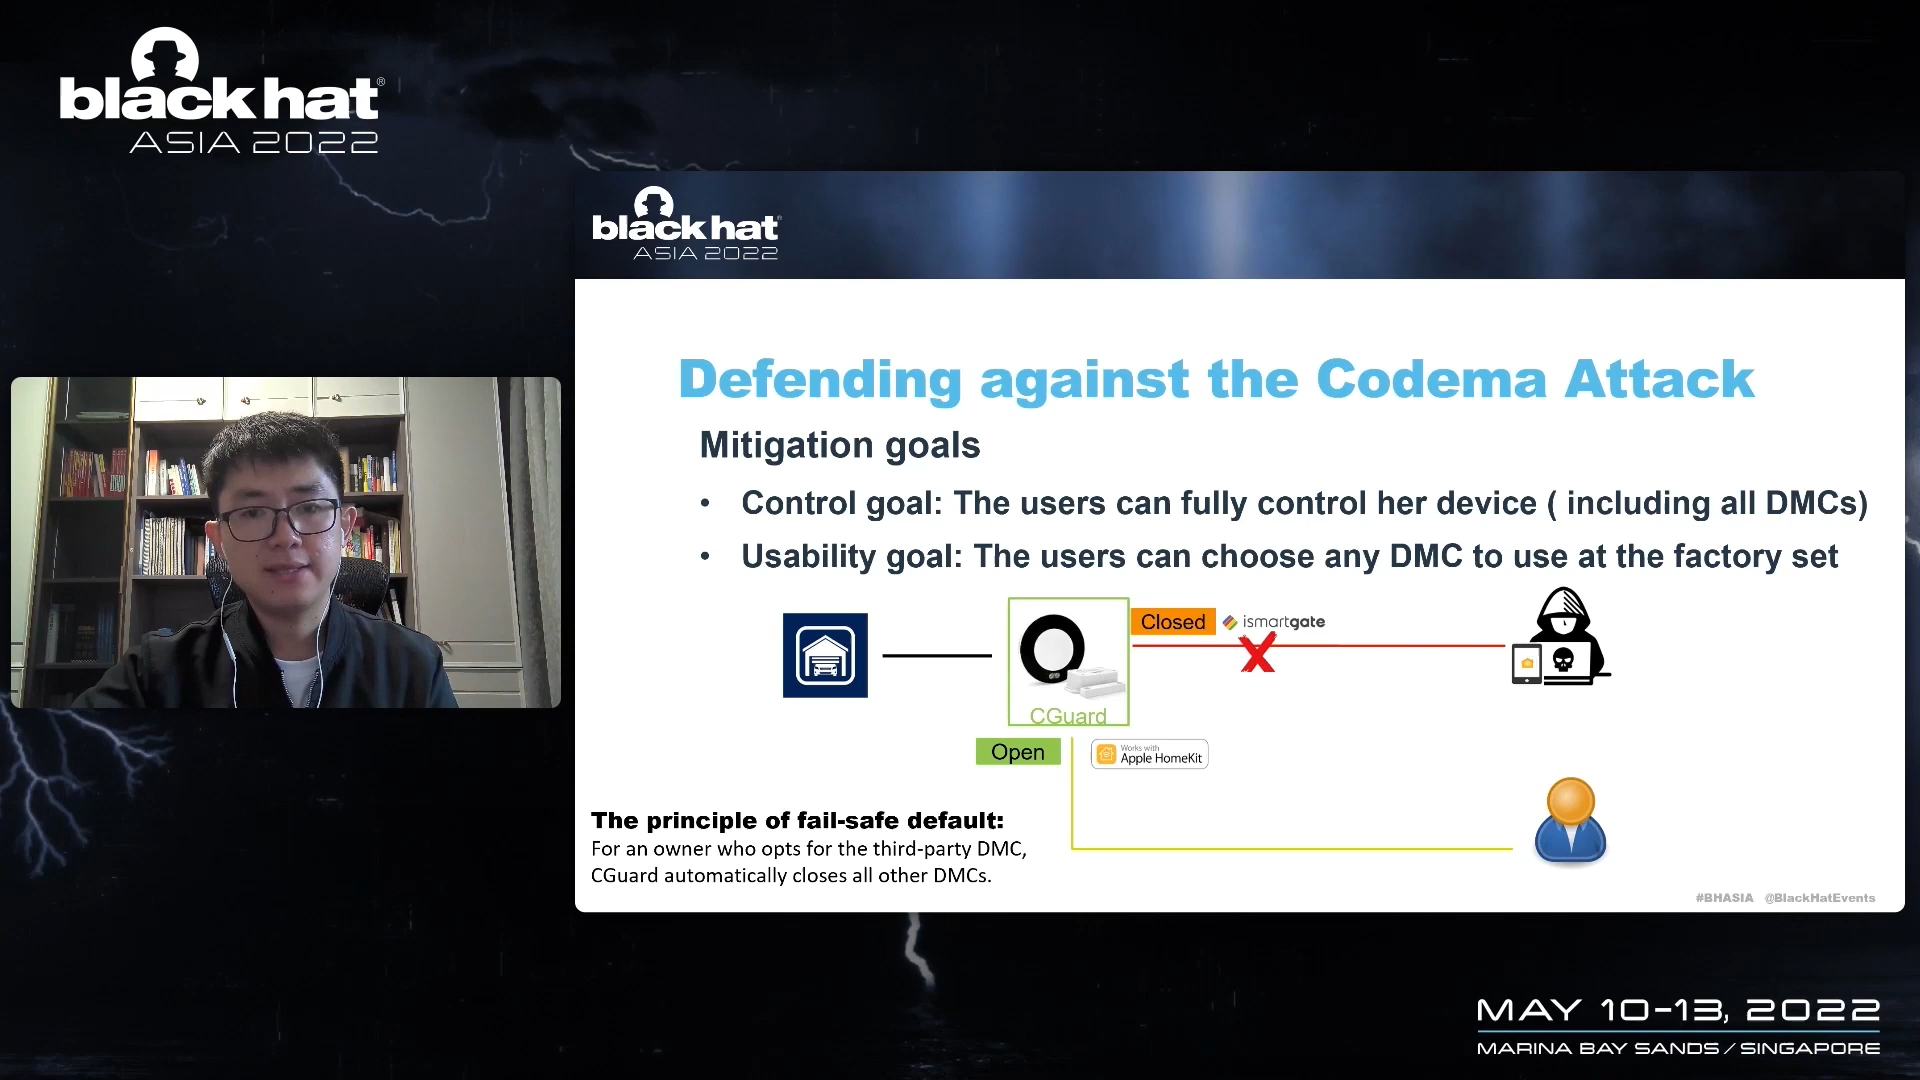 black hat®
ASIA 2022
black hat
ASIA 2022
Defending against the Codema Attack
Mitigation goals
• Control goal: The users can fully control her device ( including all DMCs)
• Usability goal: The users can choose any DMC to use at the factory set
Closed
ismartgate
X
CGuard
Open
Works with
Apple HomeKit
The principle of fail-safe default:
For an owner who opts for the third-party DMC,
CGuard automatically closes all other DMCs.
#BHASIA @BlackHatEvents
MAY 10-13, 2022
MARINA BAY SANDS / SINGAPORE